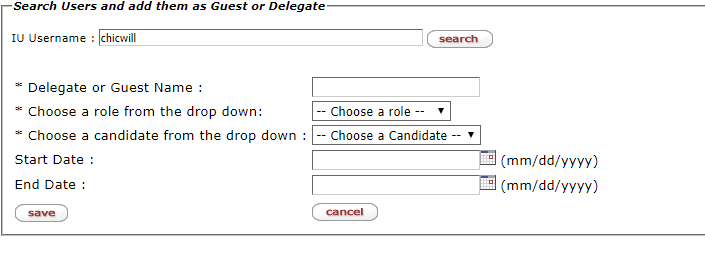 Search Users and add them as Guest or Delegate
IU Username : chicwill search
* Delegate or Guest Name :
* Choose a role from the drop down: -- Choose a role --
* Choose a candidate from the drop down : -- Choose a Candidate --
Start Date : (mm/dd/yyyy)
End Date : (mm/dd/yyyy)
save cancel